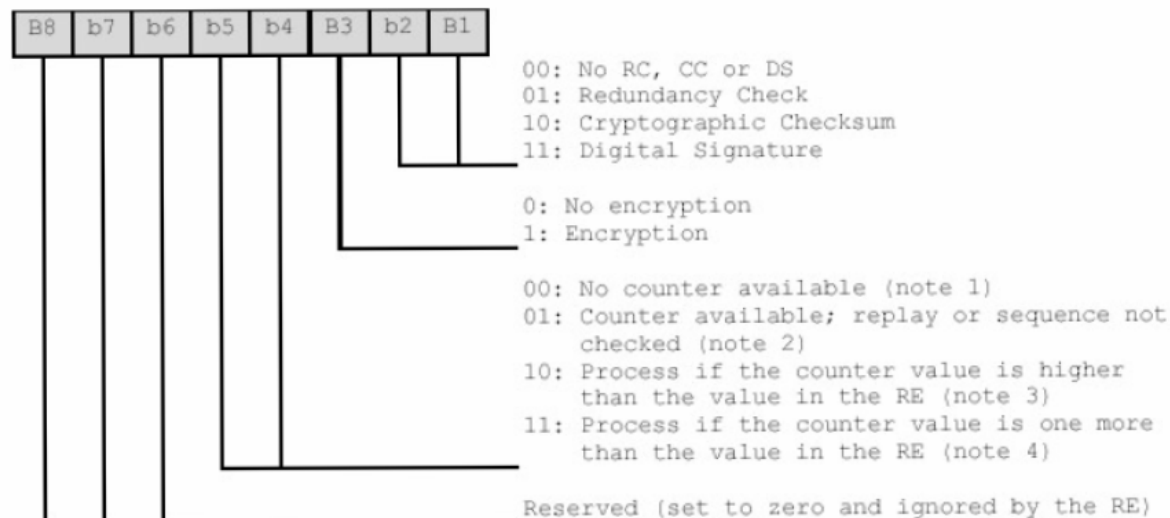 B8 b7 b6 b5 b4 B3 b2 B1
00: No RC, CC or DS
01: Redundancy Check
10: Cryptographic Checksum
11: Digital Signature
0: No encryption
1: Encryption
00: No counter available (note 1)
01: Counter available; replay or sequence not
checked (note 2)
10: Process if the counter value is higher
than the value in the RE (note 3)
11: Process if the counter value is one more
than the value in the RE (note 4)
Reserved (set to zero and ignored by the RE)